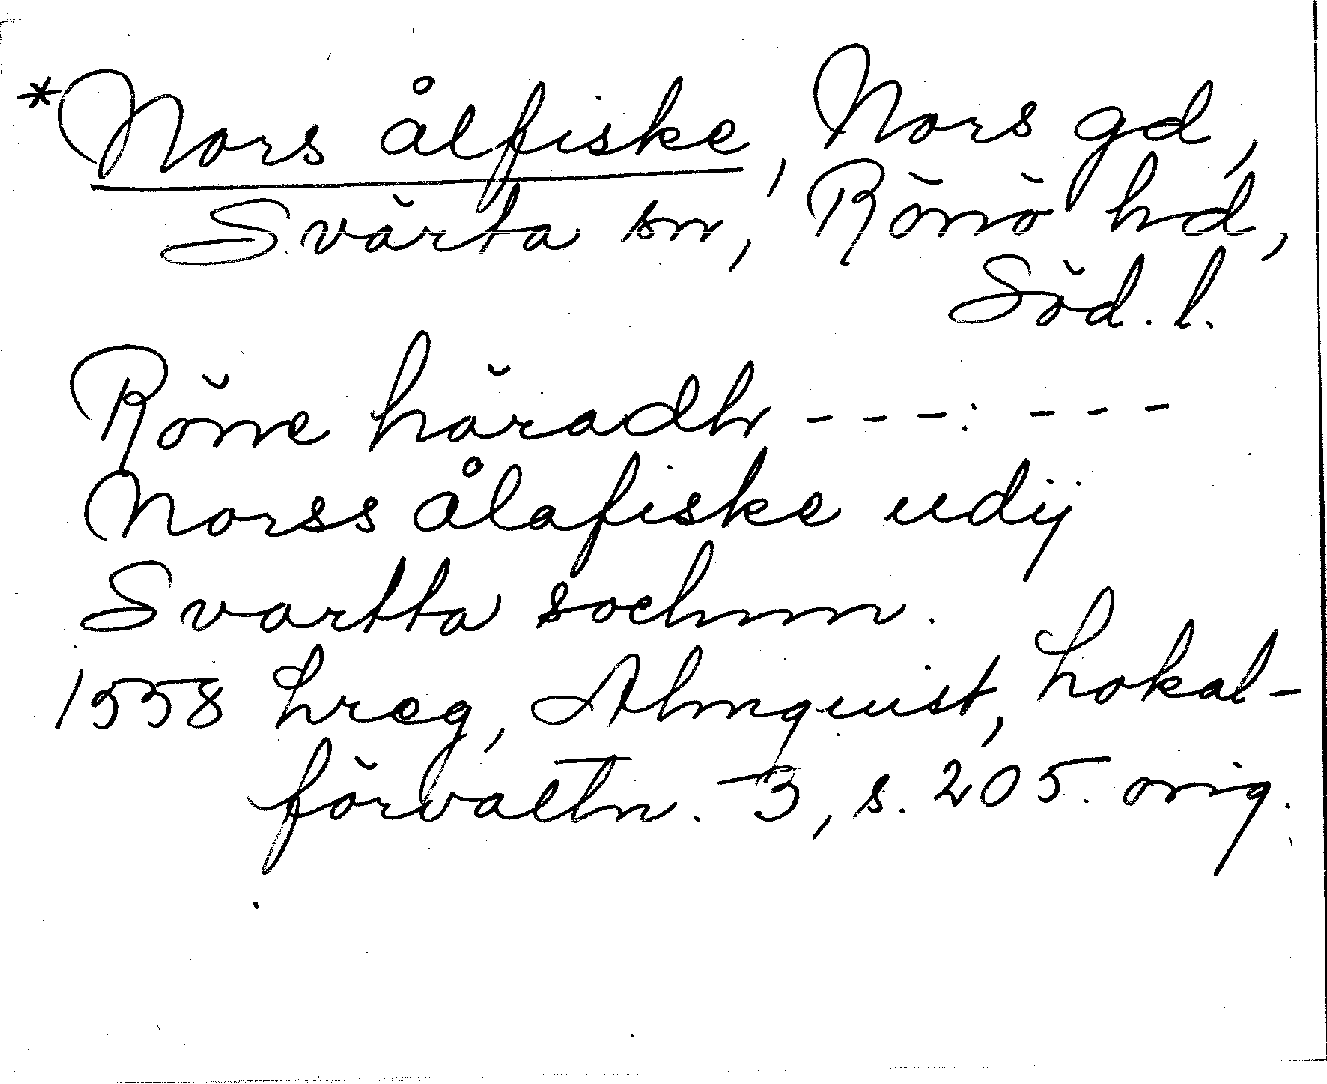 *Nors ålfiske, Nors gd,
Svärta sn, Rönö hd,
Söd. l.
Röne häradh - - - : - - -
Norss ålafiske udij
Svartta sochnn.
1558 hreg, Almquist, Lokal-
förvaltn. 3, s. 205. orig.